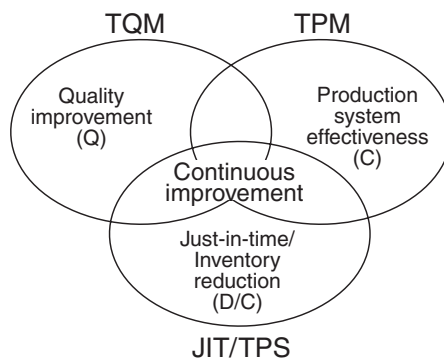 TQM
TPM
Quality
improvement
(Q)
Production
system
effectiveness
(C)
Continuous
improvement
Just-in-time/
Inventory
reduction
(D/C)
JIT/TPS